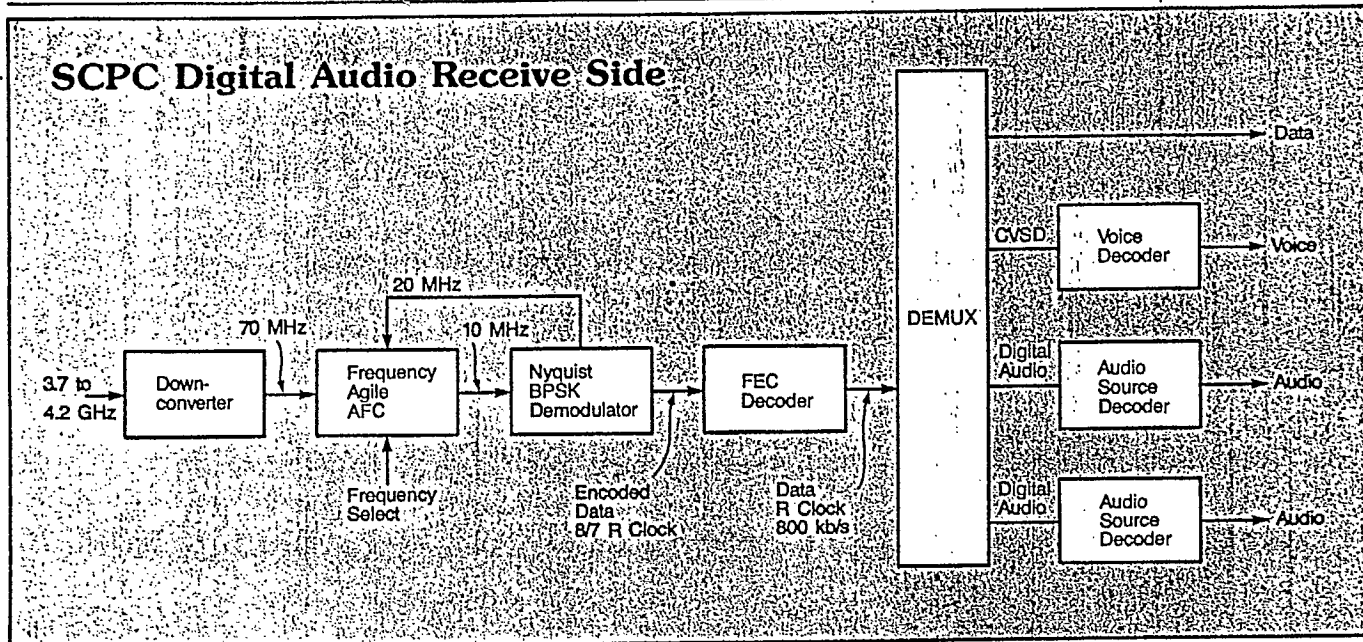 SCPC Digital Audio Receive Side
Data
CVSD
Voice
Decoder
Voice
20 MHz
DEMUX
70 MHz
10 MHz
3.7 to
4.2 GHz
Down-
converter
Frequency
Agile
AFC
Nyquist
BPSK
Demodulator
FEC
Decoder
Digital
Audio
Audio
Source
Decoder
Audio
Frequency
Select
Encoded
Data
8/7 R Clock
Data
R Clock
800 kb/s
Digital
Audio
Audio
Source
Decoder
Audio